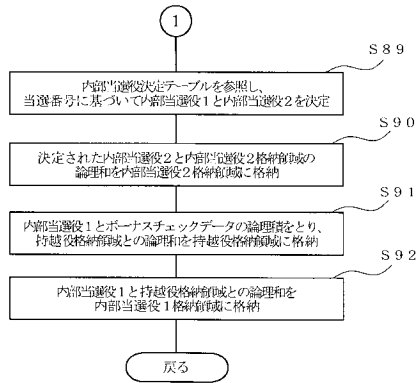 1
S89
内部当選役決定テーブルを参照し、
当選番号に基づいて内部当選役1と内部当選役2を決定
S90
決定された内部当選役2と内部当選役2格納領域の
論理和を内部当選役2格納領域に格納
S91
内部当選役1とボーナスチェックデータの論理積をとり、
持越役格納領域との論理和を持越役格納領域に格納
S92
内部当選役1と持越役格納領域との論理和を
内部当選役1格納領域に格納
戻る